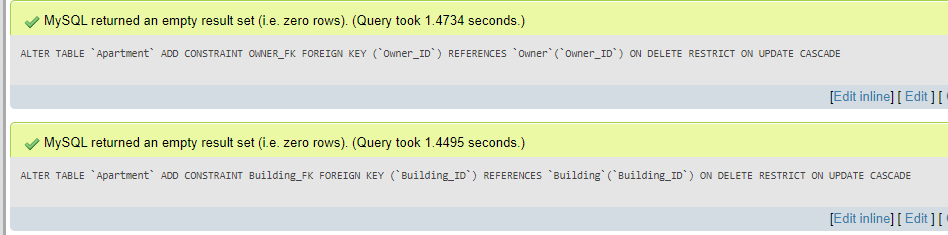 MySQL returned an empty result set (i.e. zero rows). (Query took 1.4734 seconds.)
ALTER TABLE `Apartment` ADD CONSTRAINT OWNER_FK FOREIGN KEY (`Owner_ID`) REFERENCES `Owner`(`Owner_ID`) ON DELETE RESTRICT ON UPDATE CASCADE
[Edit inline] [ Edit ] [
MySQL returned an empty result set (i.e. zero rows). (Query took 1.4495 seconds.)
ALTER TABLE `Apartment` ADD CONSTRAINT Building_FK FOREIGN KEY (`Building_ID`) REFERENCES `Building`(`Building_ID`) ON DELETE RESTRICT ON UPDATE CASCADE
[Edit inline] [ Edit ] [